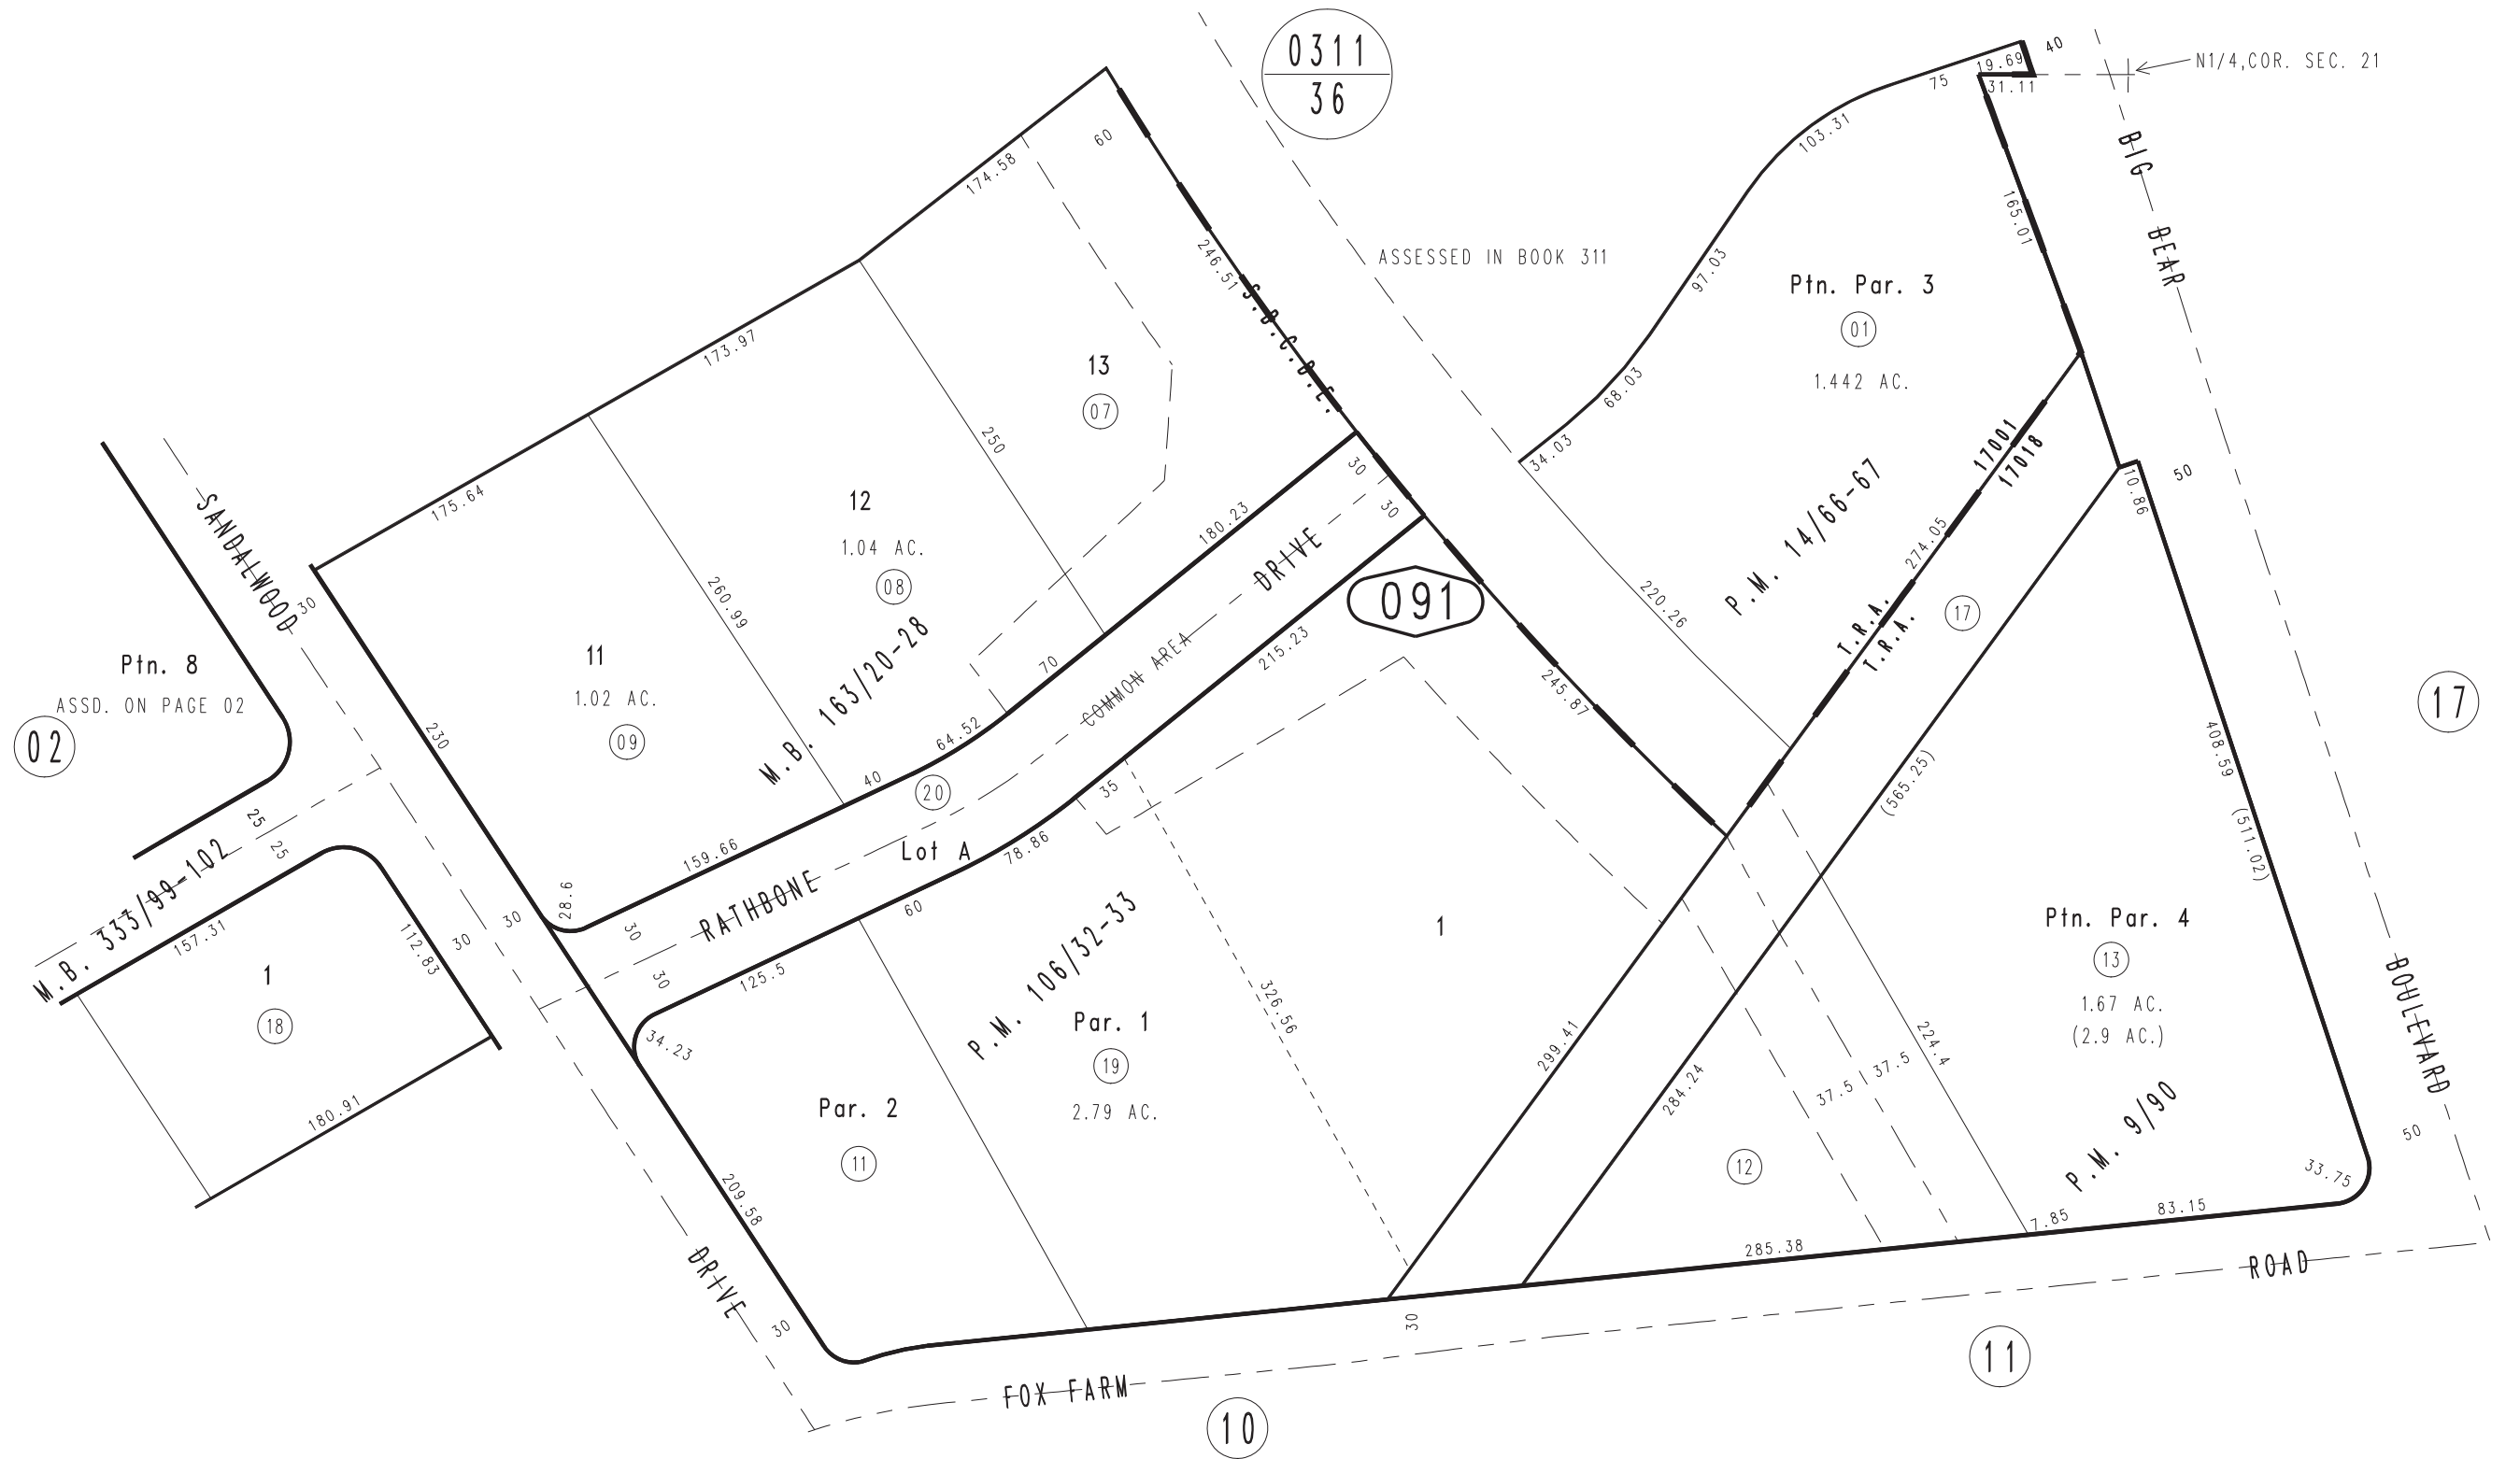 0311
36
40
19.69
N1/4,COR. SEC. 21
75
31.11
103.31
BIG BEAR
60
174.58
165.01
246.51
ASSESSED IN BOOK 311
97.03
Ptn. Par. 3
01
1.442 AC.
S.B.C.B.L.
173.97
13
07
68.03
250
34.03
17001
17018
50
10.86
30
30
175.64
12
1.04 AC.
08
180.23
P.M. 14/66-67
274.05
SANDALWOOD
30
260.99
DRIVE
091
220.26
17
T.R.A.
T.R.A.
Ptn. 8
ASSD. ON PAGE 02
02
11
1.02 AC.
09
M.B. 163/20-28
70
COMMON AREA
215.23
245.87
17
230
64.52
40
20
35
408.59
(565.25)
(511.02)
25
25
159.66
Lot A
78.86
M.B. 333/99-102
157.31
28.6
RATHBONE
60
1
Ptn. Par. 4
13
1.67 AC.
(2.9 AC.)
112.83
30
30
30
30
125.5
P.M. 106/32-33
326.56
BOULEVARD
1
18
34.23
Par. 1
19
2.79 AC.
299.41
284.24
224.4
37.5
37.5
180.91
Par. 2
11
P.M. 9/90
50
12
33.75
209.58
83.15
7.85
285.38
DRIVE
30
30
ROAD
11
FOX FARM
10